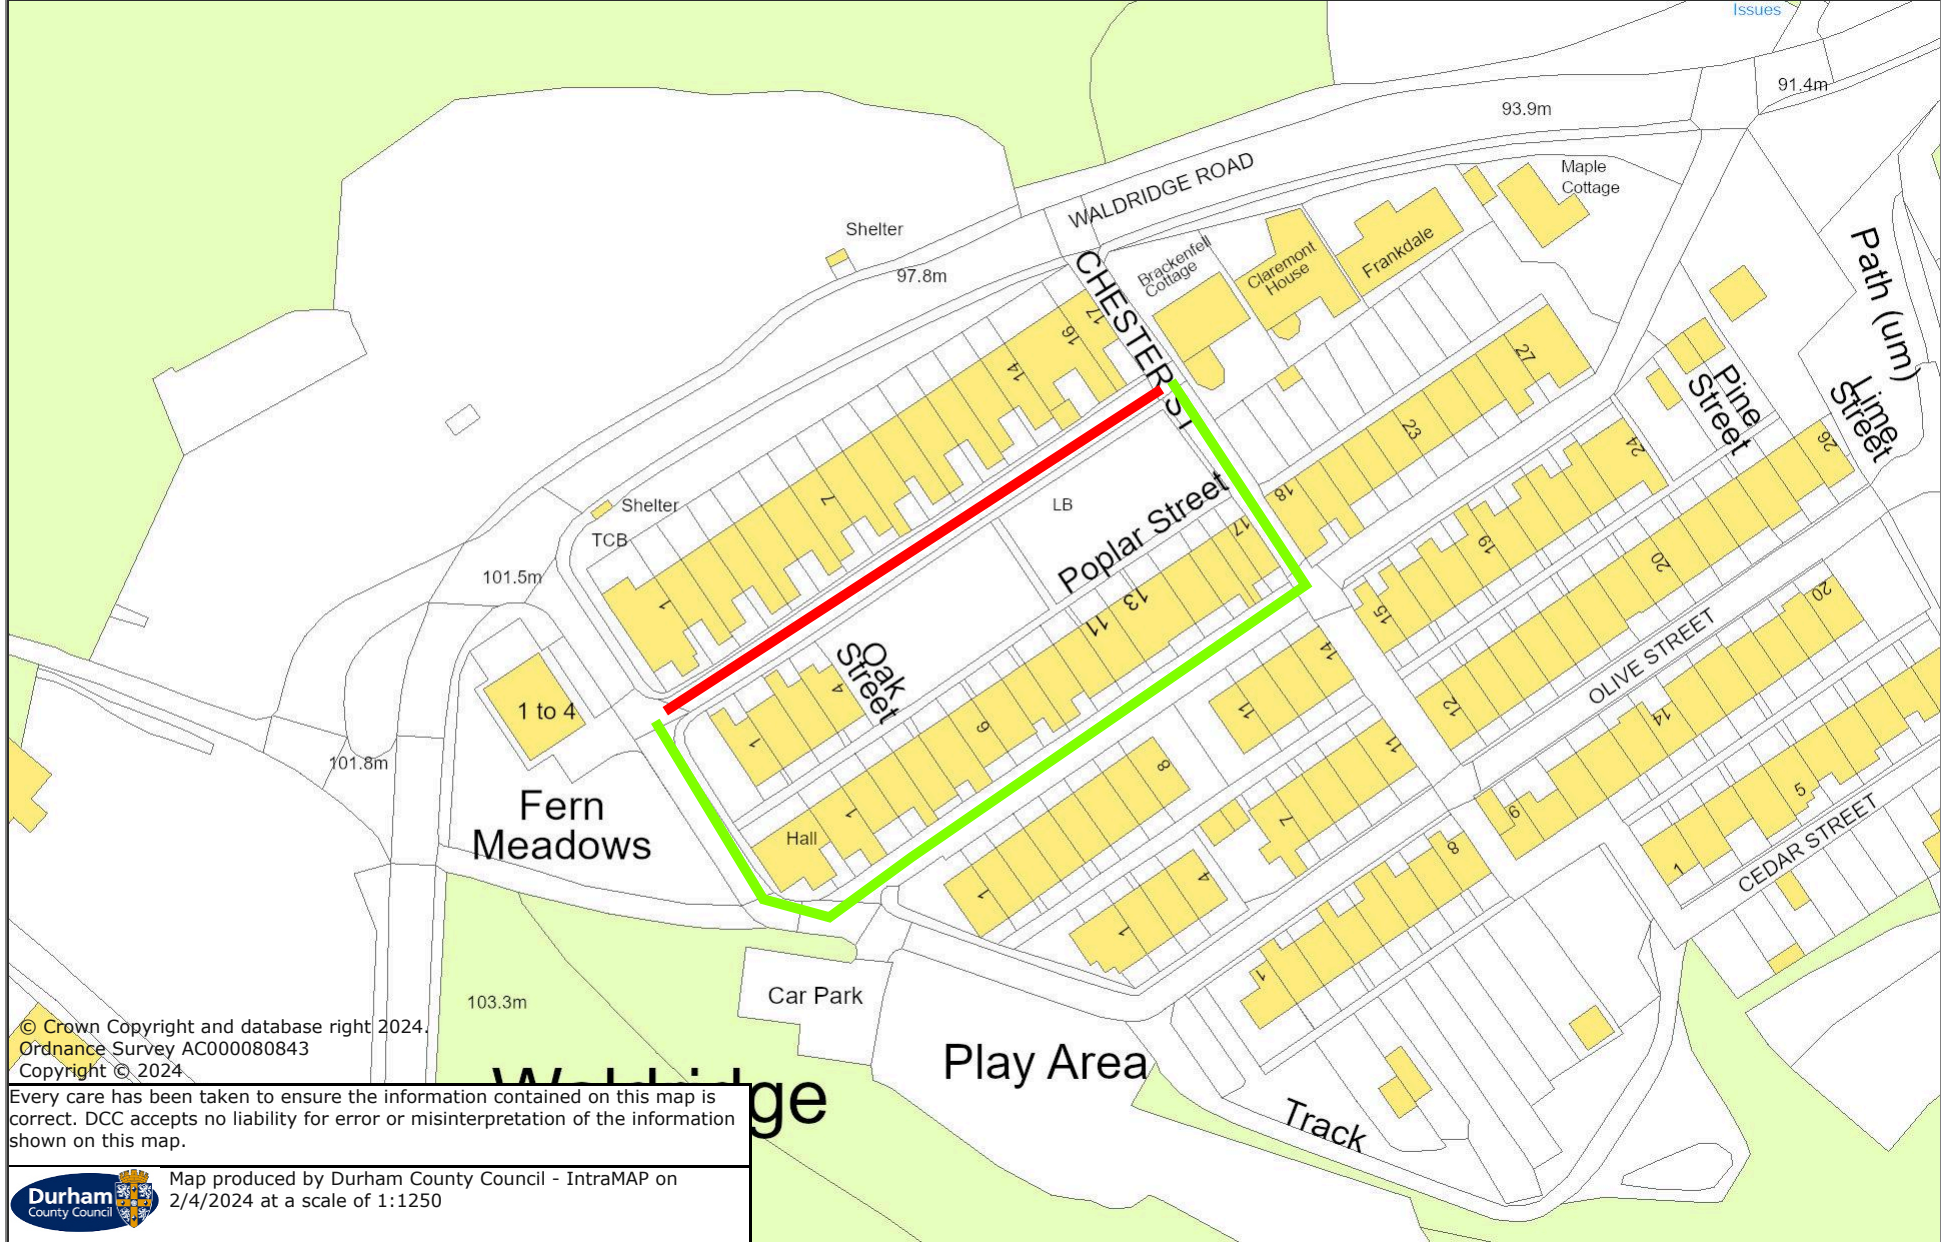 Issues
91.4m
93.9m
WALDRIDGE ROAD
Maple
Cottage
Shelter
97.8m
CHESTER ST
Brackenfell
Cottage
Claremont
House
Frankdale
Path (um)
17
16
14
7
1
27
23
18
Pine
Street
Lime
Street
Shelter
TCB
LB
Poplar Street
101.5m
1 to 4
Oak
Street
1
4
17
13
11
6
1
Hall
24
19
15
26
20
12
OLIVE STREET
20
14
9
14
11
8
1
11
7
4
1
8
1
5
1
CEDAR STREET
101.8m
Fern
Meadows
103.3m
Car Park
Play Area
Track
© Crown Copyright and database right 2024.
Ordnance Survey AC000080843
Copyright © 2024
Waldridge
Every care has been taken to ensure the information contained on this map is
correct. DCC accepts no liability for error or misinterpretation of the information
shown on this map.
Durham
County Council
Map produced by Durham County Council - IntraMAP on
2/4/2024 at a scale of 1:1250